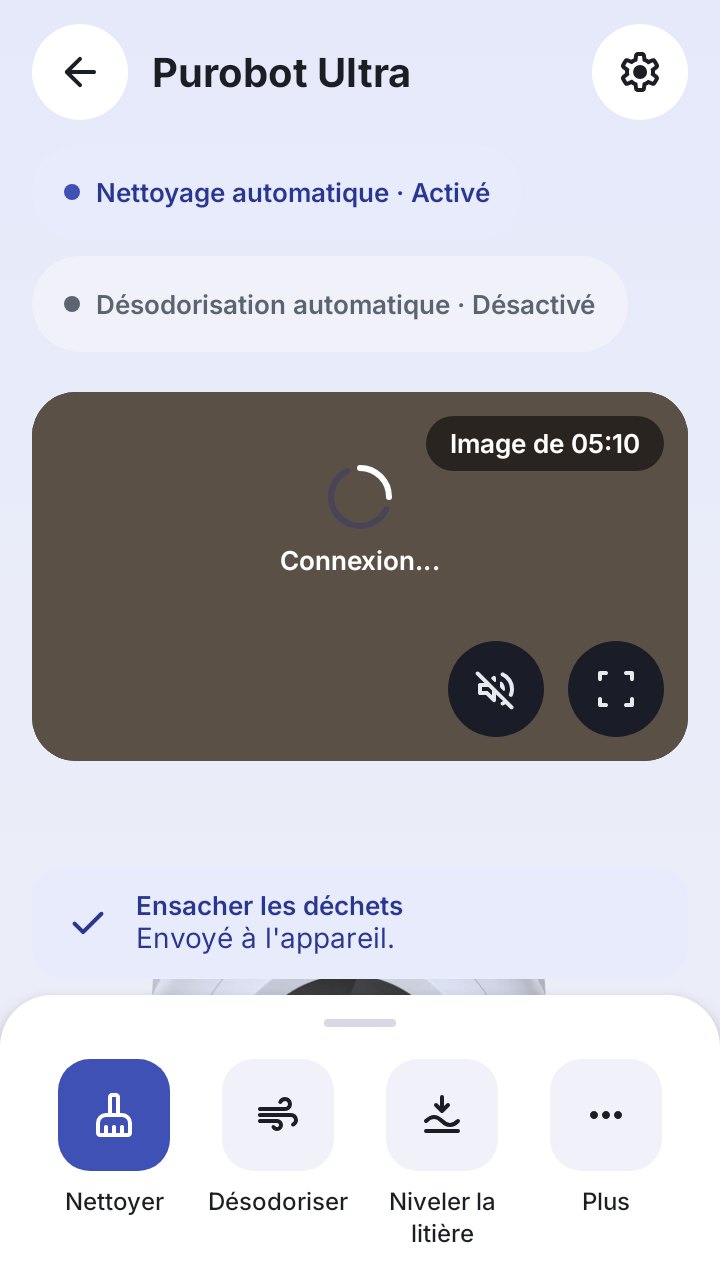 Purobot Ultra
Nettoyage automatique · Activé
Désodorisation automatique · Désactivé
Image de 05:10
Connexion...
Ensacher les déchets
Envoyé à l'appareil.
Nettoyer
Désodoriser
Niveler la
litière
Plus